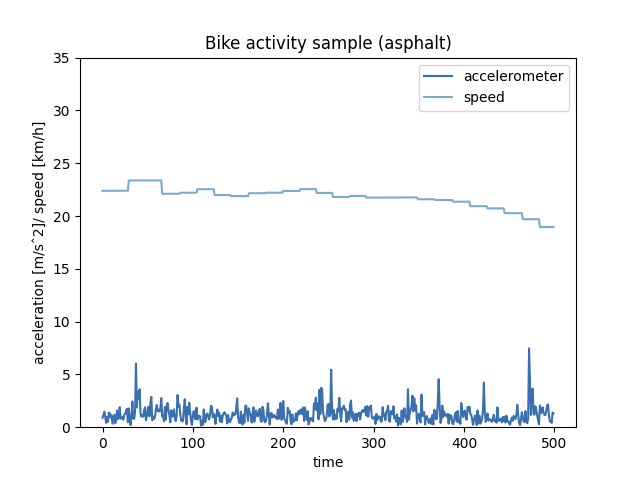 Bike activity sample (asphalt)
accelerometer
speed
35
30
25
20
15
10
5
0
acceleration [m/sˆ2]/ speed [km/h]
0 100 200 300 400 500
time